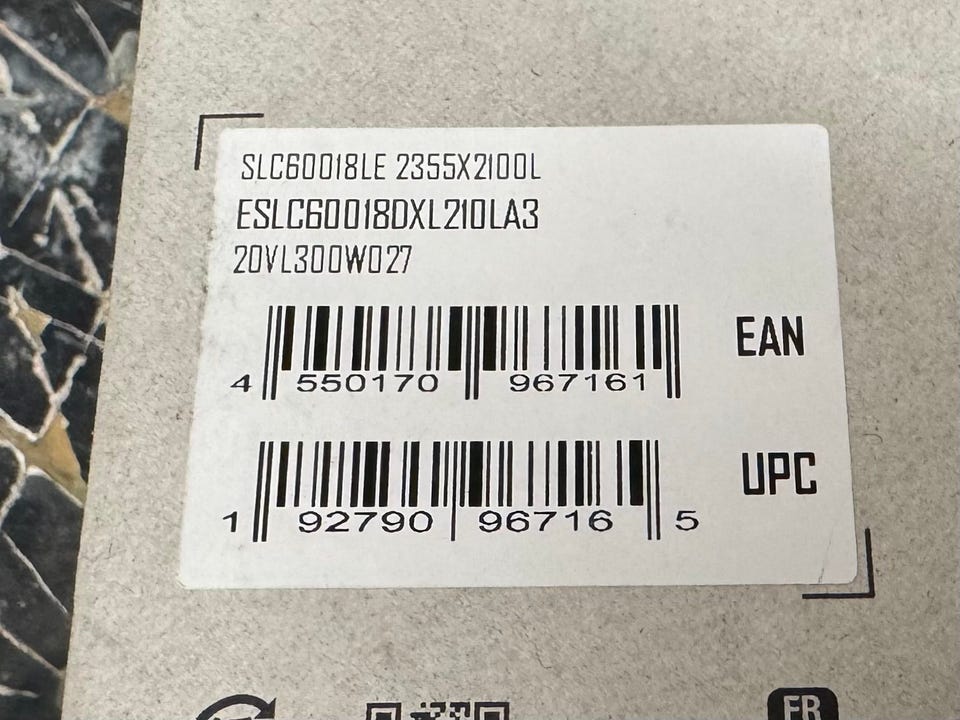 SLC60018LE 2355X2100L
ESLC60018DXL210LA3
20VL300W027
4 550170 967161
EAN
1 92790 96716 5
UPC
FR